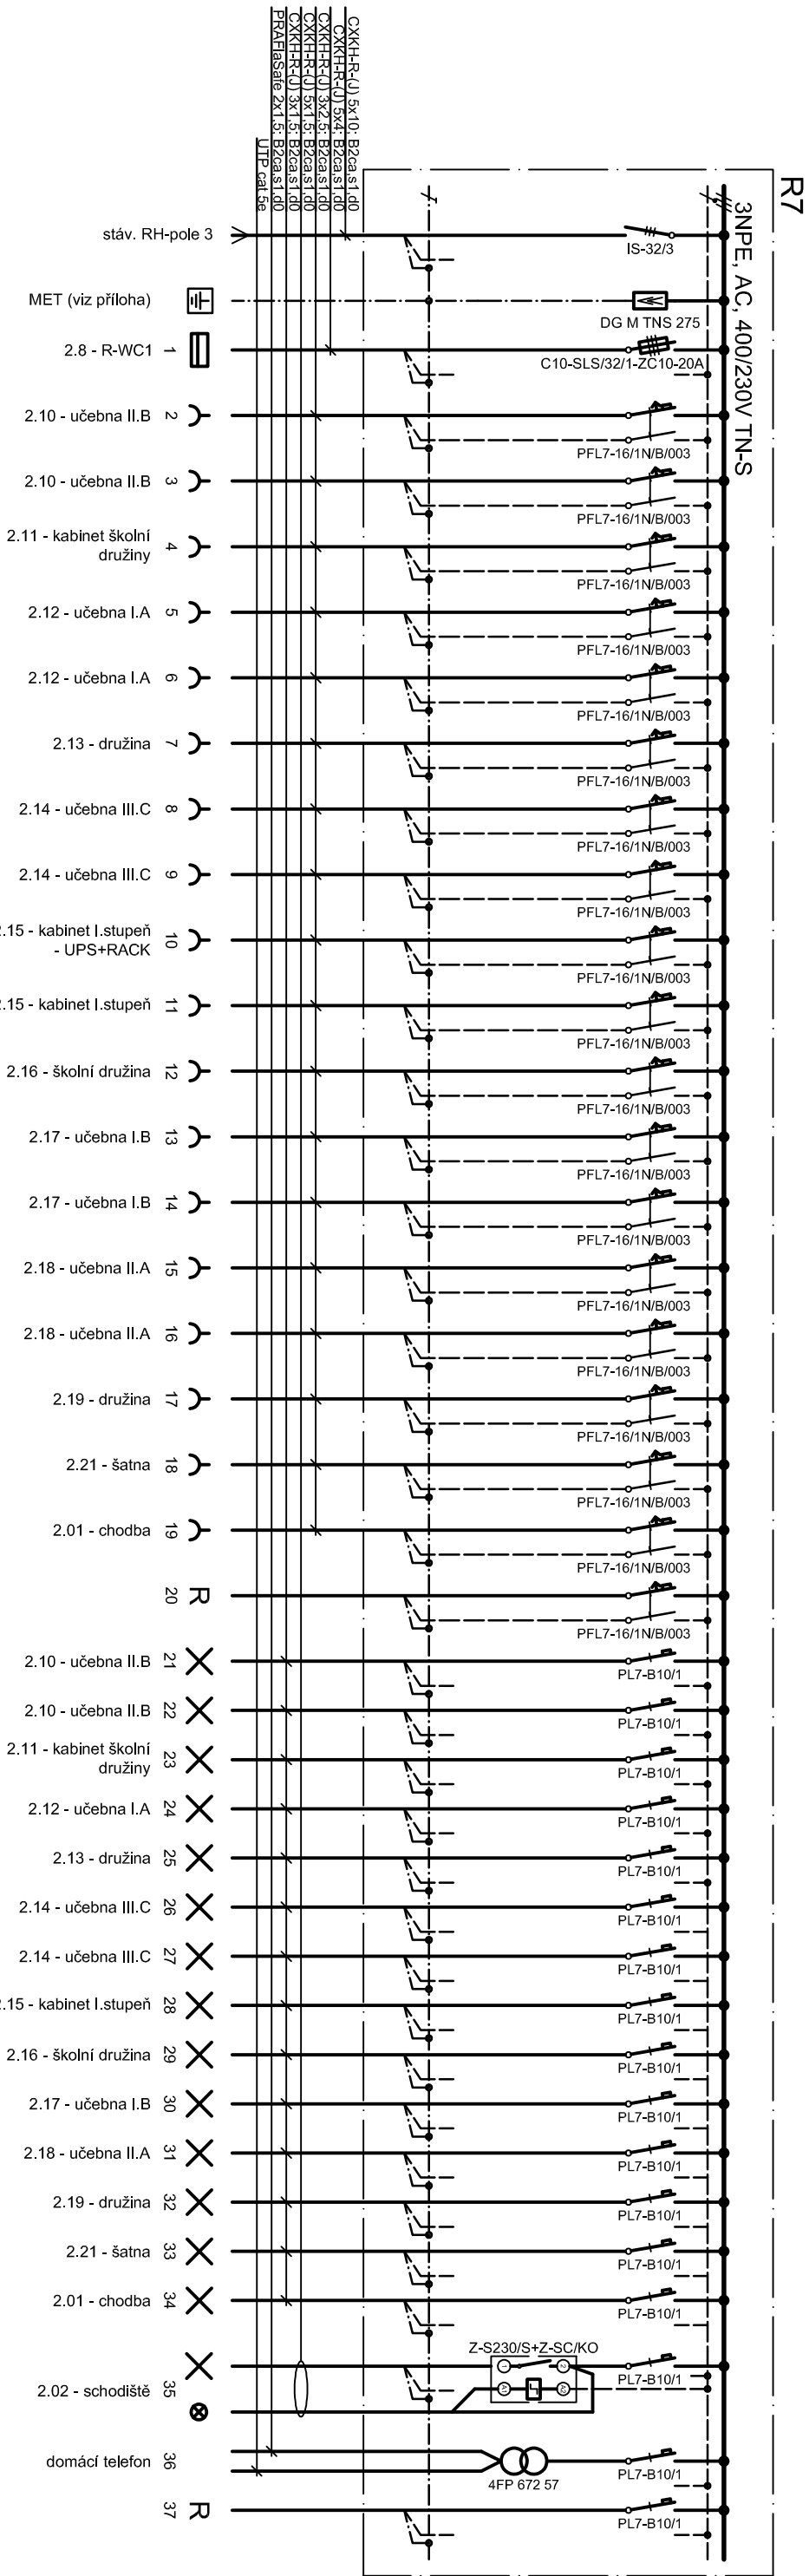 R7
3NPE, AC, 400/230V TN-S
CXKH-R-(J) 5x10; B2ca,s1,d0
CXKH-R-(J) 5x4; B2ca,s1,d0
CXKH-R-(J) 3x2,5; B2ca,s1,d0
CXKH-R-(J) 5x1,5; B2ca,s1,d0
CXKH-R-(J) 3x1,5; B2ca,s1,d0
PRAFlaSafe 2x1,5; B2ca,s1,d0
UTP cat.5e
stáv. RH-pole 3
IS-32/3
MET (viz příloha)
DG M TNS 275
2.8 - R-WC1 1
C10-SLS/32/1-ZC10-20A
2.10 - učebna II.B 2
PFL7-16/1N/B/003
2.10 - učebna II.B 3
PFL7-16/1N/B/003
2.11 - kabinet školní
družiny 4
PFL7-16/1N/B/003
2.12 - učebna I.A 5
PFL7-16/1N/B/003
2.12 - učebna I.A 6
PFL7-16/1N/B/003
2.13 - družina 7
PFL7-16/1N/B/003
2.14 - učebna III.C 8
PFL7-16/1N/B/003
2.14 - učebna III.C 9
PFL7-16/1N/B/003
2.15 - kabinet I.stupeň
- UPS+RACK 10
PFL7-16/1N/B/003
2.15 - kabinet I.stupeň 11
PFL7-16/1N/B/003
2.16 - školní družina 12
PFL7-16/1N/B/003
2.17 - učebna I.B 13
PFL7-16/1N/B/003
2.17 - učebna I.B 14
PFL7-16/1N/B/003
2.18 - učebna II.A 15
PFL7-16/1N/B/003
2.18 - učebna II.A 16
PFL7-16/1N/B/003
2.19 - družina 17
PFL7-16/1N/B/003
2.21 - šatna 18
PFL7-16/1N/B/003
2.01 - chodba 19
PFL7-16/1N/B/003
20 R
PFL7-16/1N/B/003
2.10 - učebna II.B 21
PL7-B10/1
2.10 - učebna II.B 22
PL7-B10/1
2.11 - kabinet školní
družiny 23
PL7-B10/1
2.12 - učebna I.A 24
PL7-B10/1
2.13 - družina 25
PL7-B10/1
2.14 - učebna III.C 26
PL7-B10/1
2.14 - učebna III.C 27
PL7-B10/1
2.15 - kabinet I.stupeň 28
PL7-B10/1
2.16 - školní družina 29
PL7-B10/1
2.17 - učebna I.B 30
PL7-B10/1
2.18 - učebna II.A 31
PL7-B10/1
2.19 - družina 32
PL7-B10/1
2.21 - šatna 33
PL7-B10/1
2.01 - chodba 34
PL7-B10/1
Z-S230/S+Z-SC/KO
1 2
A1 A2
PL7-B10/1
2.02 - schodiště 35
domácí telefon 36
4FP 672 57
PL7-B10/1
37 R
PL7-B10/1